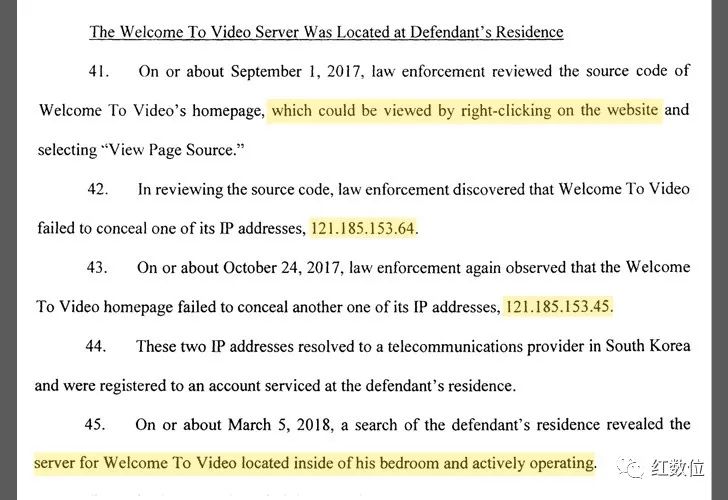 The Welcome To Video Server Was Located at Defendant's Residence
41. On or about September 1, 2017, law enforcement reviewed the source code of
Welcome To Video's homepage, which could be viewed by right-clicking on the website and
selecting “View Page Source.”
42. In reviewing the source code, law enforcement discovered that Welcome To Video
failed to conceal one of its IP addresses, 121.185.153.64.
43. On or about October 24, 2017, law enforcement again observed that the Welcome
To Video homepage failed to conceal another one of its IP addresses, 121.185.153.45.
44. These two IP addresses resolved to a telecommunications provider in South Korea
and were registered to an account serviced at the defendant's residence.
45. On or about March 5, 2018, a search of the defendant's residence revealed the
server for Welcome To Video located inside of his bedroom and actively operating.
红数位